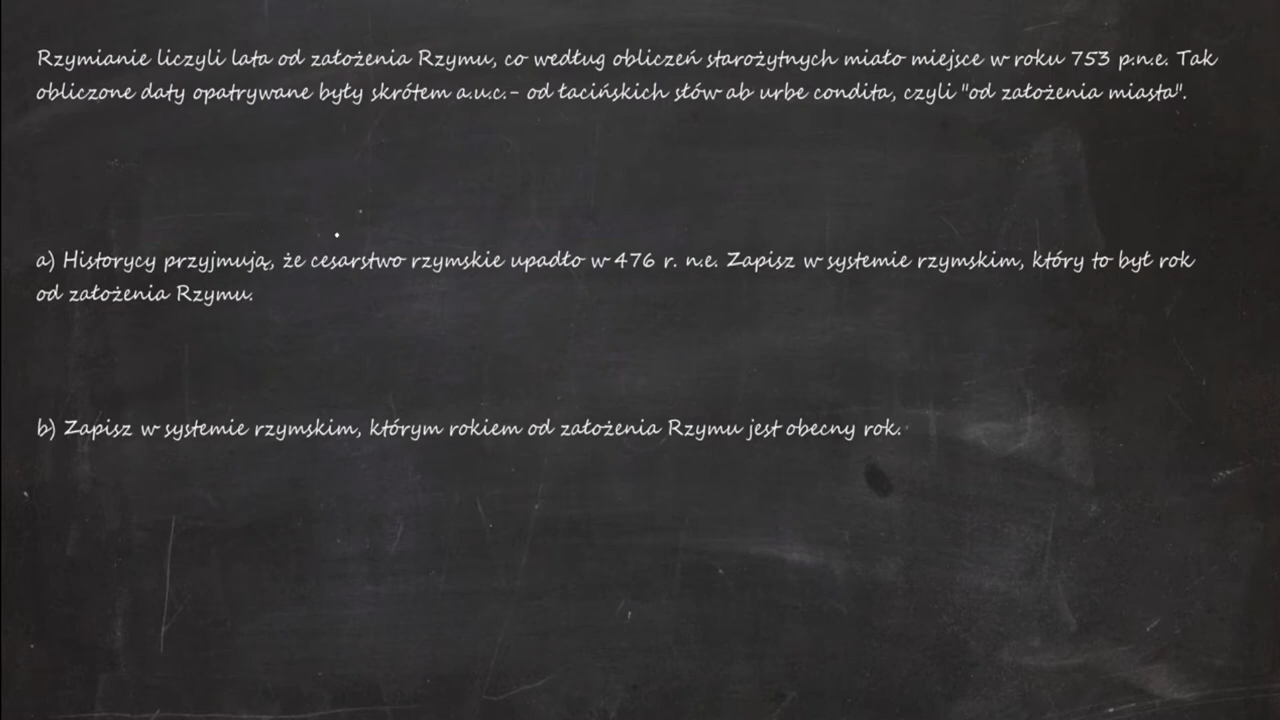 Rzymianie liczyli lata od założenia Rzymu, co według obliczeń starożytnych miało miejsce w roku 753 p.n.e. Tak
obliczone daty opatrywane były skrótem a.u.c.- od łacińskich słów ab urbe condita, czyli "od założenia miasta".
a) Historycy przyjmują, że cesarstwo rzymskie upadło w 476 r. n.e. Zapisz w systemie rzymskim, który to był rok
od założenia Rzymu.
b) Zapisz w systemie rzymskim, którym rokiem od założenia Rzymu jest obecny rok.